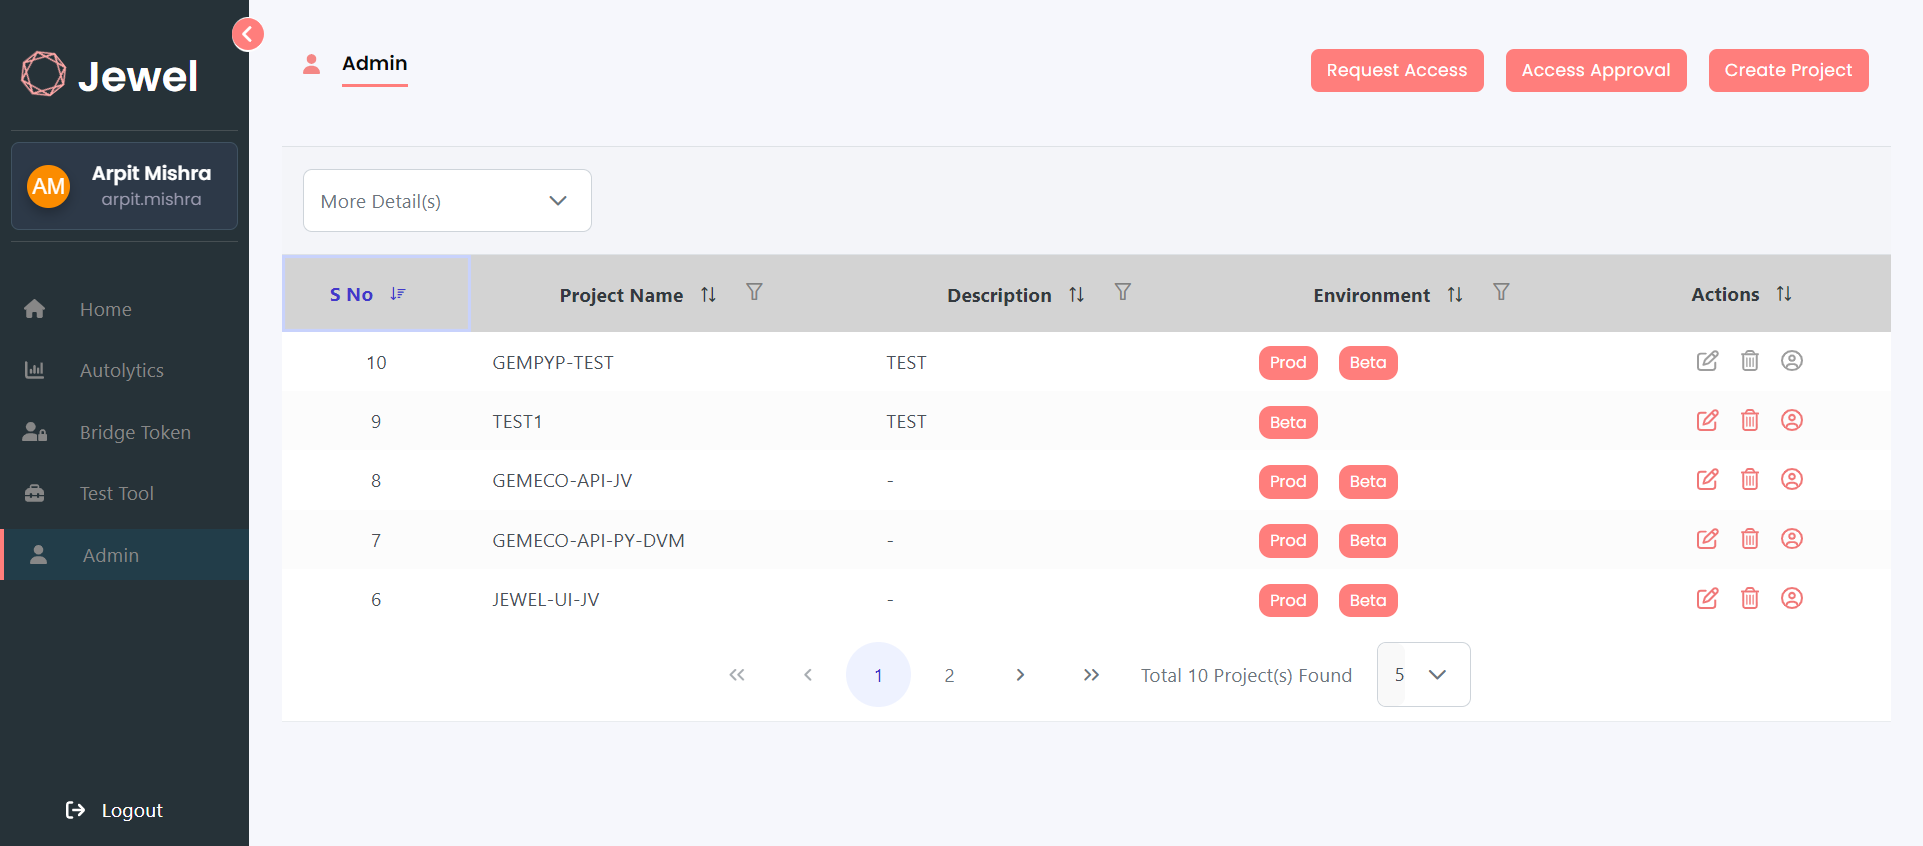 Jewel
AM
Arpit Mishra
arpit.mishra
Home
Autolytics
Bridge Token
Test Tool
Admin
Logout
Admin
Request Access
Access Approval
Create Project
More Detail(s)
S No Project Name Description Environment Actions
10 GEMPYP-TEST TEST Prod Beta
9 TEST1 TEST Beta
8 GEMECO-API-JV - Prod Beta
7 GEMECO-API-PY-DVM - Prod Beta
6 JEWEL-UI-JV - Prod Beta
1 2 Total 10 Project(s) Found 5